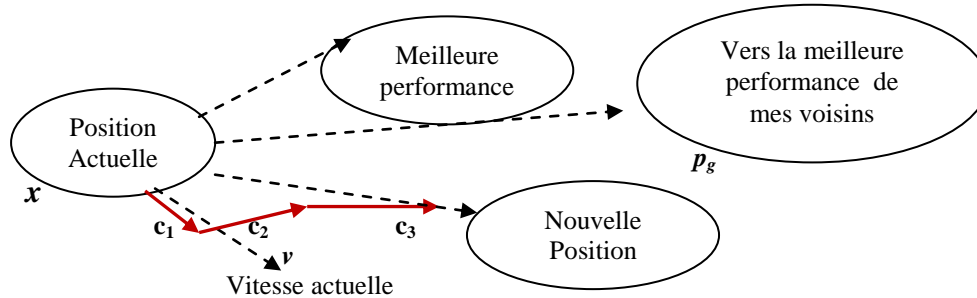 Meilleure
performance
Vers la meilleure
performance de
mes voisins
Position
Actuelle
x
p_g
c₁
c₂
c₃
v
Vitesse actuelle
Nouvelle
Position